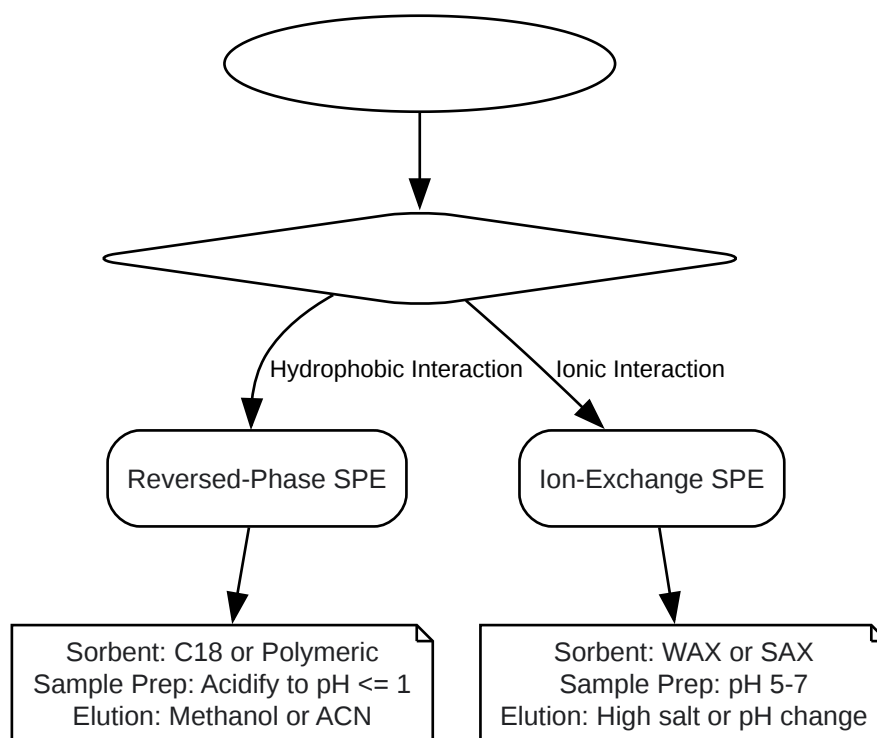 Hydrophobic Interaction
Ionic Interaction
Reversed-Phase SPE
Ion-Exchange SPE
Sorbent: C18 or Polymeric
Sample Prep: Acidify to pH <= 1
Elution: Methanol or ACN
Sorbent: WAX or SAX
Sample Prep: pH 5-7
Elution: High salt or pH change